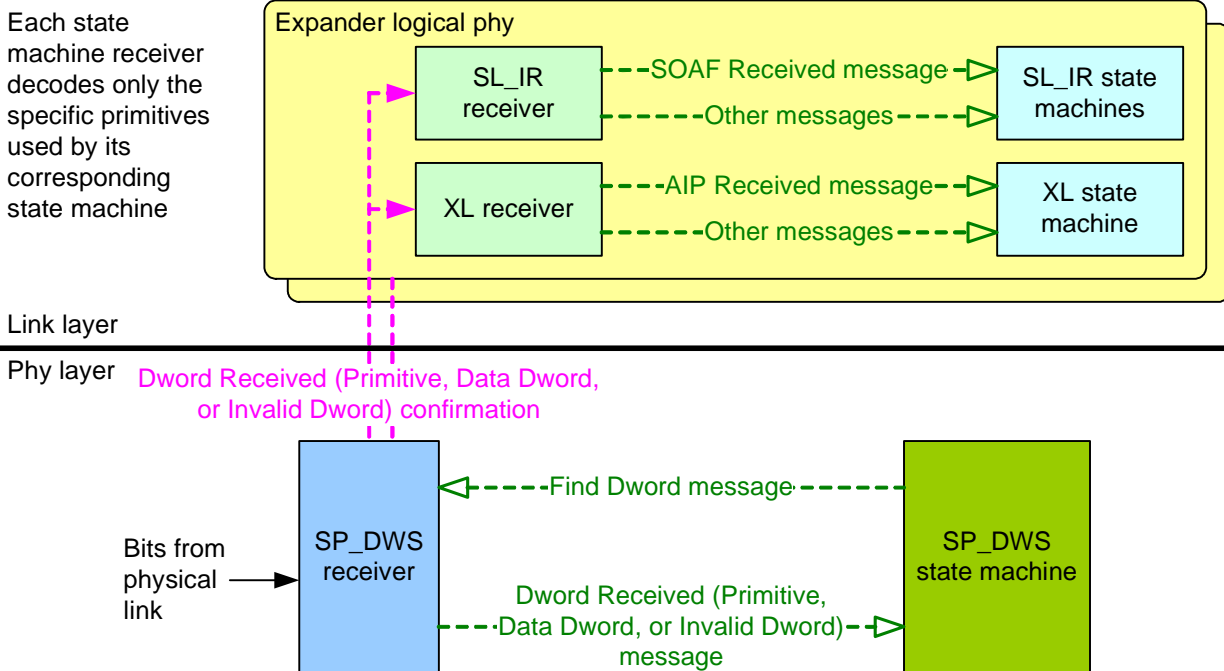 Each state
machine receiver
decodes only the
specific primitives
used by its
corresponding
state machine
Expander logical phy
SL_IR
receiver
SOAF Received message
Other messages
SL_IR state
machines
XL receiver
AIP Received message
Other messages
XL state
machine
Link layer
Phy layer
Dword Received (Primitive, Data Dword,
or Invalid Dword) confirmation
Bits from
physical
link
SP_DWS
receiver
Find Dword message
Dword Received (Primitive,
Data Dword, or Invalid Dword)
message
SP_DWS
state machine